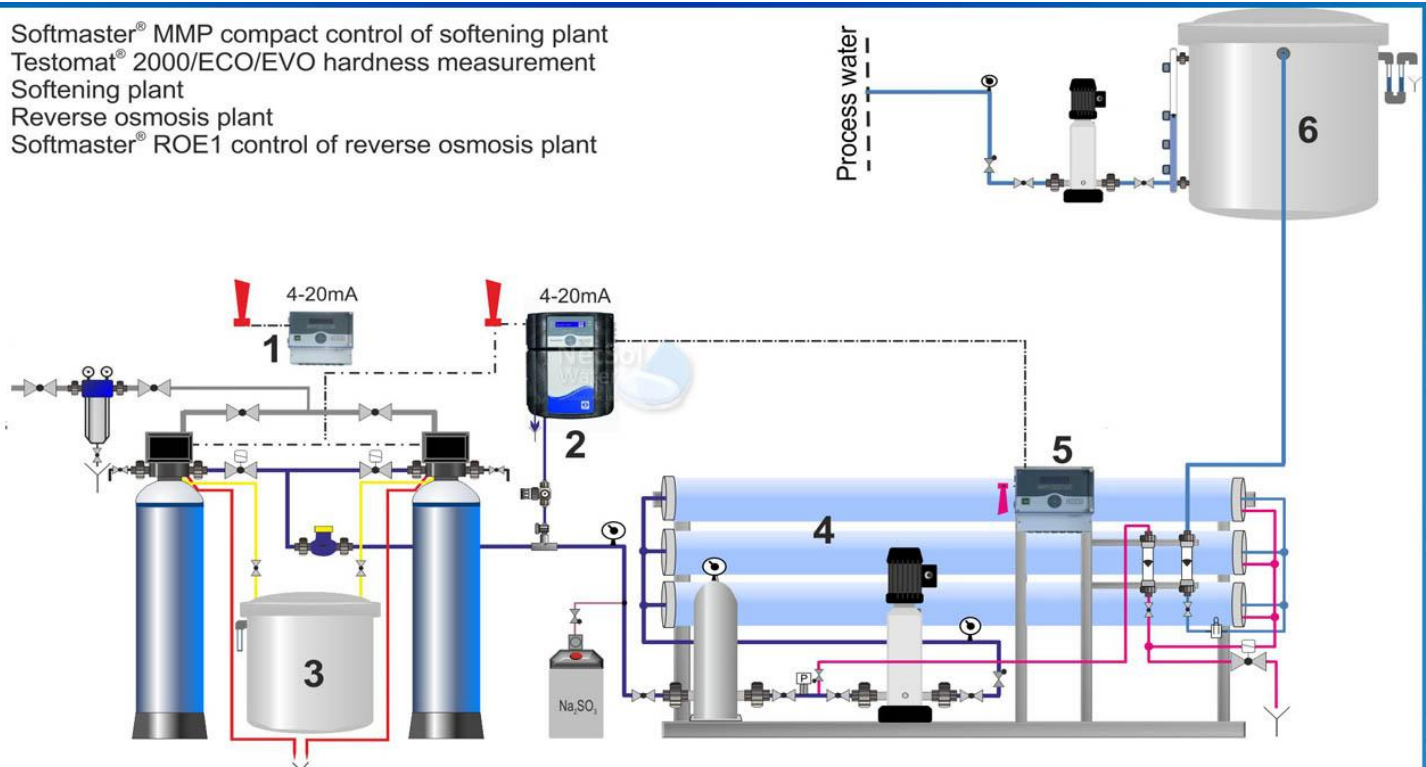 Softmaster® MMP compact control of softening plant
Testomat® 2000/ECO/EVO hardness measurement
Softening plant
Reverse osmosis plant
Softmaster® ROE1 control of reverse osmosis plant
Process water
6
4-20mA
4-20mA
1
NetSol
Water
2
5
4
3
P
Na₂SO₃